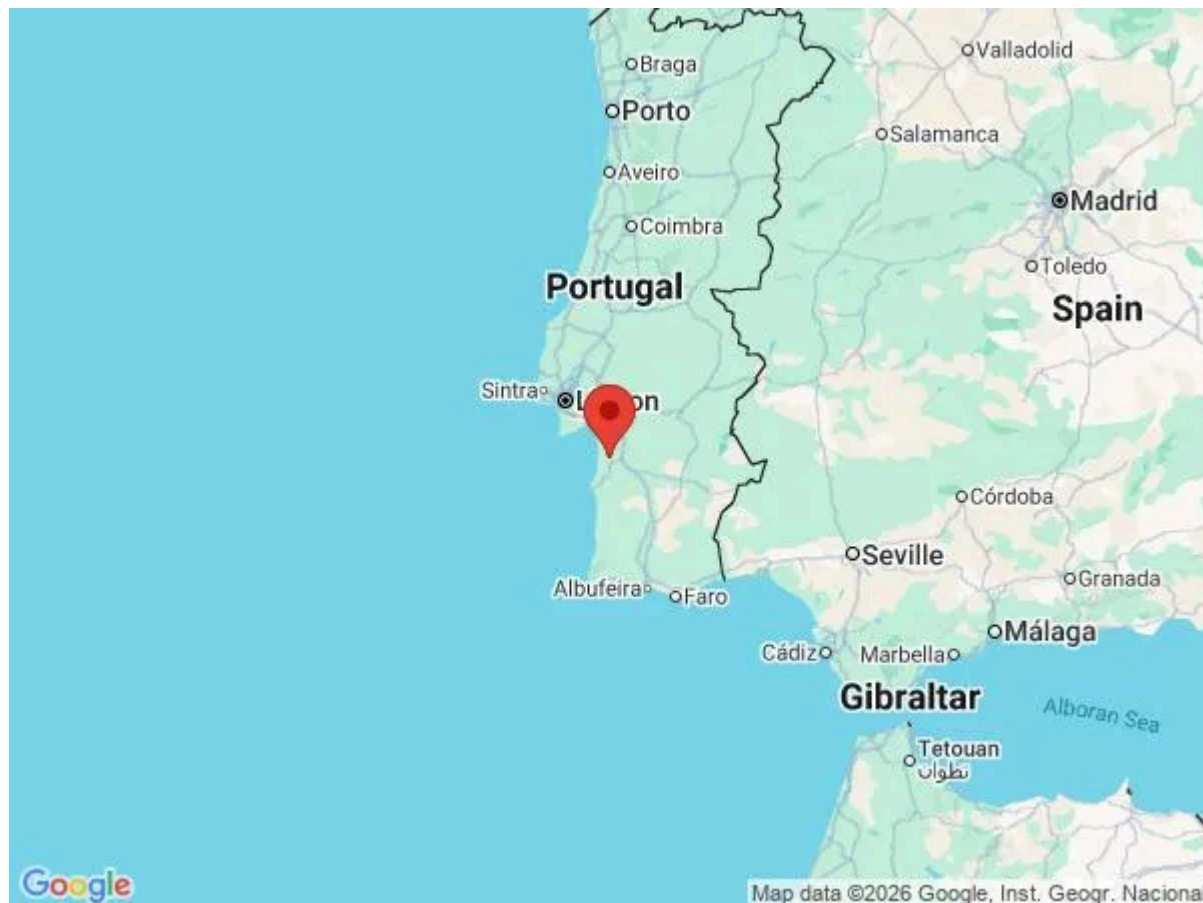 Braga
Valladolid
Porto
Salamanca
Aveiro
Madrid
Coimbra
Toledo
Portugal
Spain
Sintra
Córdoba
Seville
Granada
Albufeira
Faro
Málaga
Cádiz
Marbella
Gibraltar
Alboran Sea
Tetouan
تطوان
Google
Map data ©2026 Google, Inst. Geogr. Nacional